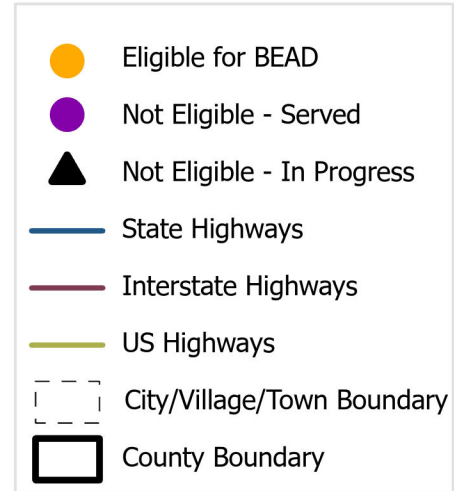 Eligible for BEAD
Not Eligible - Served
Not Eligible - In Progress
State Highways
Interstate Highways
US Highways
City/Village/Town Boundary
County Boundary